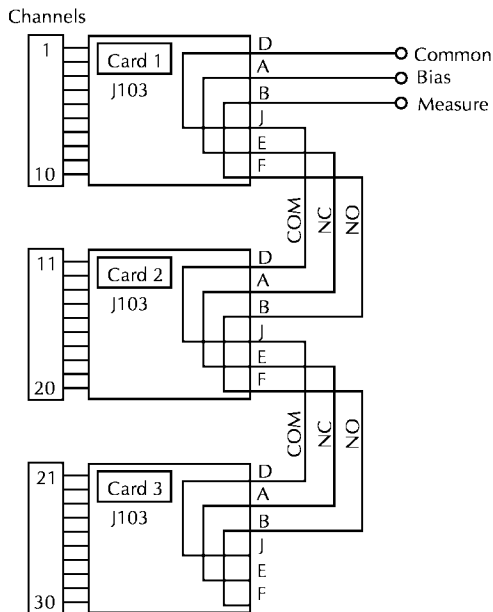 Channels
1
Card 1
J103
10
D
A
B
J
E
F
Common
Bias
Measure
COM
NC
NO
11
Card 2
J103
20
D
A
B
J
E
F
COM
NC
NO
21
Card 3
J103
30
D
A
B
J
E
F